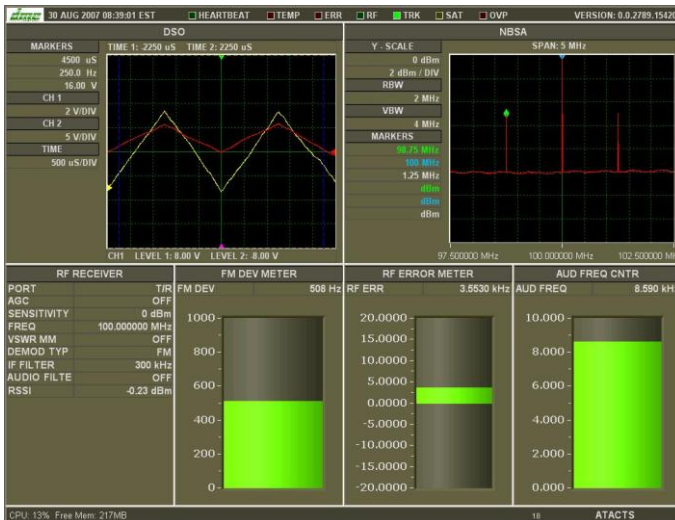 dmc 30 AUG 2007 08:39:01 EST HEARTBEAT TEMP ERR RF TRK SAT OVP VERSION: 0.0.2789.15420
DSO
MARKERS TIME 1: -2250 uS TIME 2: 2250 uS
4500 uS
250.0 Hz
16.00 V
CH 1
2 V/DIV
CH 2
5 V/DIV
TIME
500 uS/DIV
CH1 LEVEL 1: 8.00 V LEVEL 2: -8.00 V
NBSA
Y - SCALE SPAN: 5 MHz
0 dBm
2 dBm / DIV
RBW
2 MHz
VBW
4 MHz
MARKERS
98.75 MHz
100 MHz
1.25 MHz
dBm
dBm
dBm
97.500000 MHz 100.000000 MHz 102.500000 MHz
RF RECEIVER
PORT T/R
AGC OFF
SENSITIVITY 0 dBm
FREQ 100.000000 MHz
VSWR MM OFF
DEMOD TYP FM
IF FILTER 300 kHz
AUDIO FILTE OFF
RSSI -0.23 dBm
FM DEV METER
FM DEV 508 Hz
1000
800
600
400
200
0
RF ERROR METER
RF ERR 3.5530 kHz
20.0000
15.0000
10.0000
5.0000
0.0000
-5.0000
-10.0000
-15.0000
-20.0000
AUD FREQ CNTR
AUD FREQ 8.590 kH
10.000
8.000
6.000
4.000
2.000
0.000
CPU: 13% Free Mem: 217MB 18 ATACTS